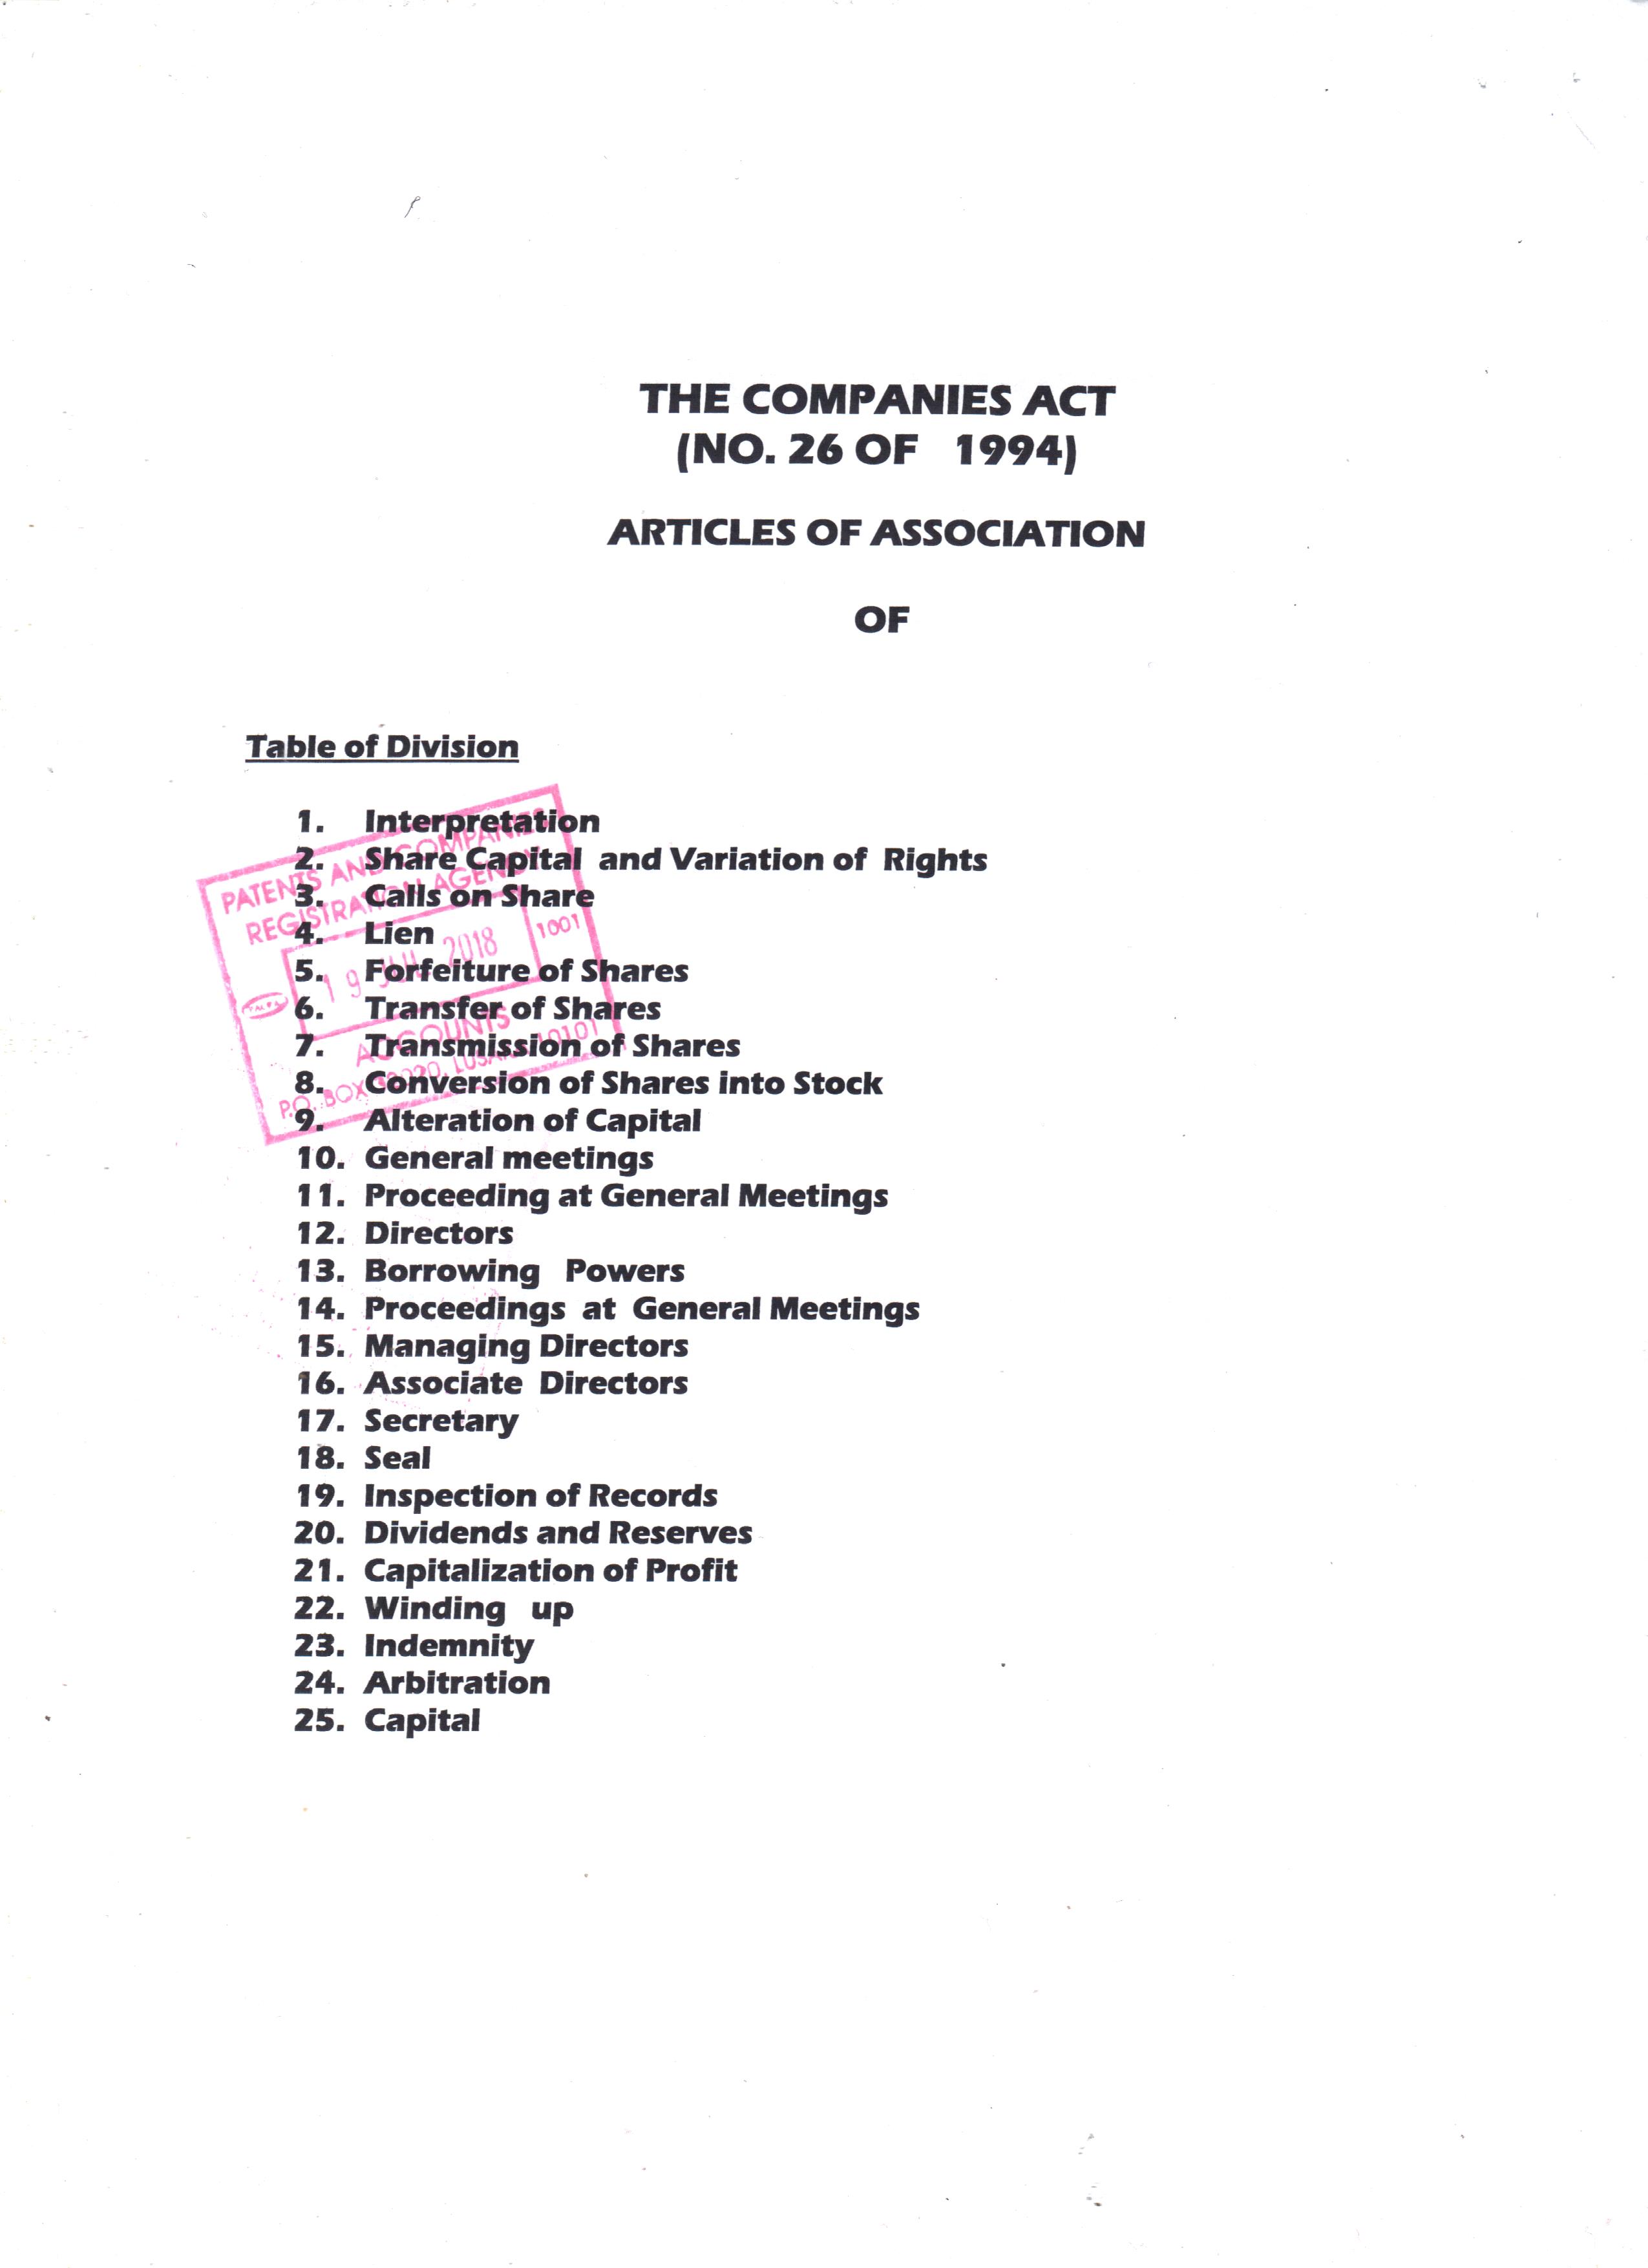 THE COMPANIES ACT
(NO. 26 OF 1994)
ARTICLES OF ASSOCIATION
OF
Table of Division
1. Interpretation
2. Share Capital and Variation of Rights
3. Calls on Share
4. Lien
5. Forfeiture of Shares
6. Transfer of Shares
7. Transmission of Shares
8. Conversion of Shares into Stock
9. Alteration of Capital
10. General meetings
11. Proceeding at General Meetings
12. Directors
13. Borrowing Powers
14. Proceedings at General Meetings
15. Managing Directors
16. Associate Directors
17. Secretary
18. Seal
19. Inspection of Records
20. Dividends and Reserves
21. Capitalization of Profit
22. Winding up
23. Indemnity
24. Arbitration
25. Capital
PATENTS AND COMPANIES
REGISTRATION AGENCY
19 JUL 2018
1001
ACCOUNTS
P.O. BOX LUSAKA 10101